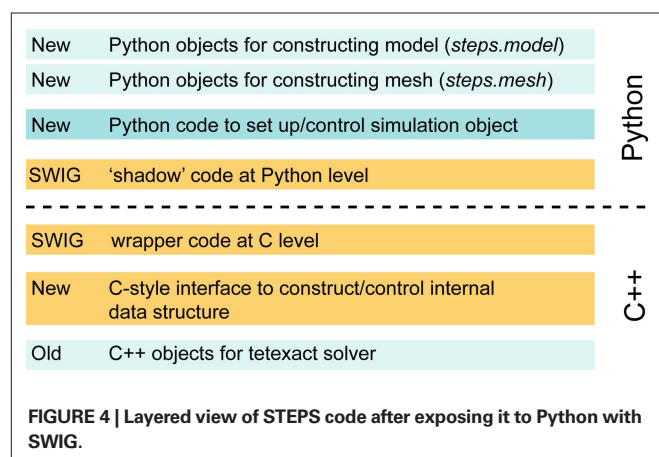 New Python objects for constructing model (steps.model)
New Python objects for constructing mesh (steps.mesh)
New Python code to set up/control simulation object
SWIG ‘shadow’ code at Python level
Python
SWIG wrapper code at C level
New C-style interface to construct/control internal
data structure
Old C++ objects for tetexact solver
C++
FIGURE 4 | Layered view of STEPS code after exposing it to Python with
SWIG.